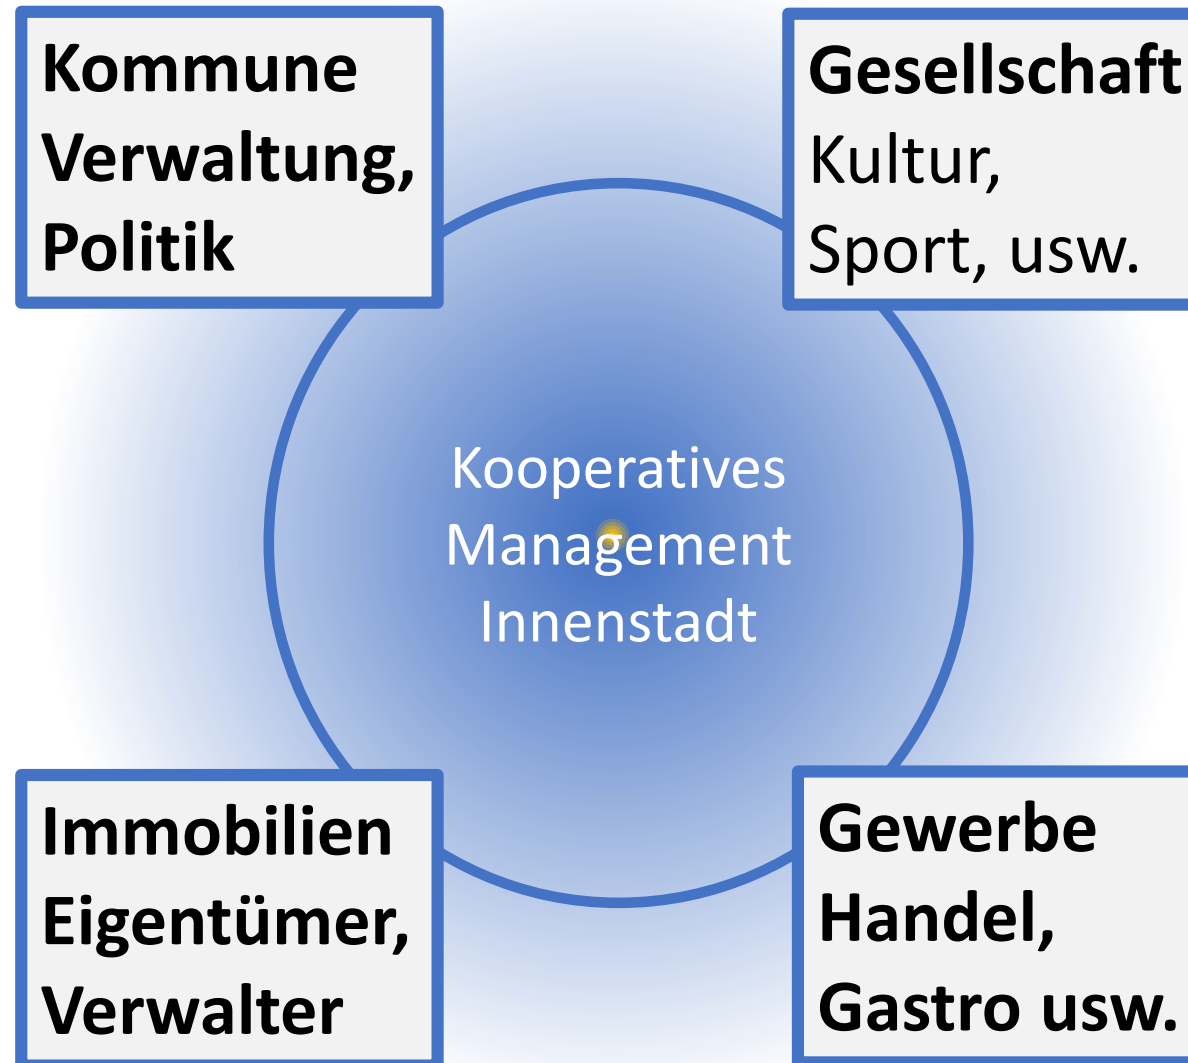 Kommune
Verwaltung,
Politik
Gesellschaft
Kultur,
Sport, usw.
Kooperatives
Management
Innenstadt
Immobilien
Eigentümer,
Verwalter
Gewerbe
Handel,
Gastro usw.